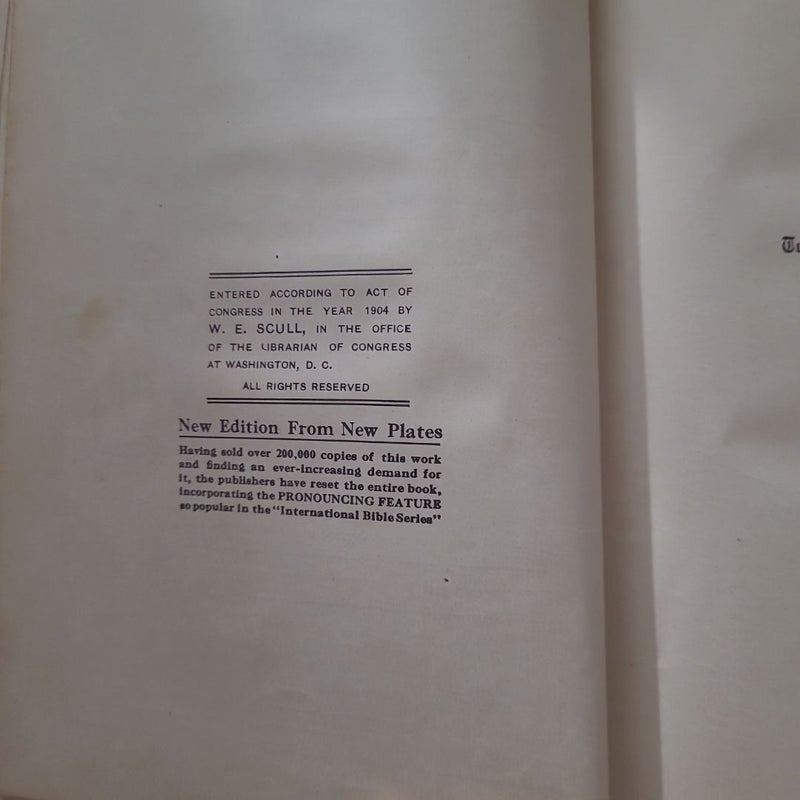 ENTERED ACCORDING TO ACT OF
CONGRESS IN THE YEAR 1904 BY
W. E. SCULL, IN THE OFFICE
OF THE LIBRARIAN OF CONGRESS
AT WASHINGTON, D. C.
ALL RIGHTS RESERVED
New Edition From New Plates
Having sold over 200,000 copies of this work
and finding an ever-increasing demand for
it, the publishers have reset the entire book,
incorporating the PRONOUNCING FEATURE
so popular in the "International Bible Series"